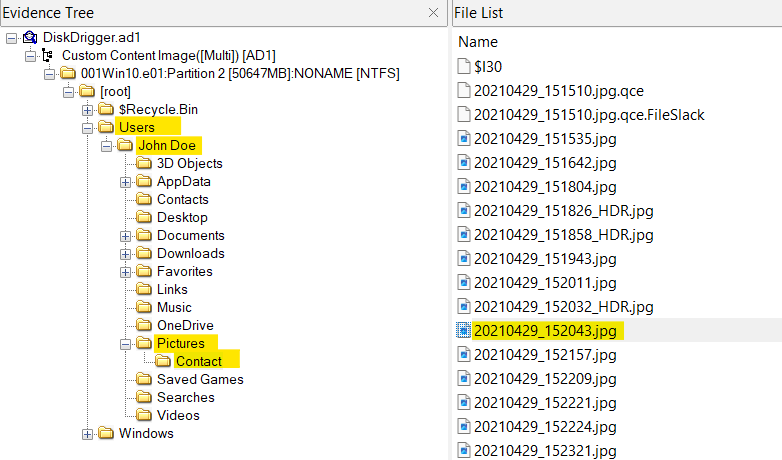 Evidence Tree
DiskDrigger.ad1
Custom Content Image([Multi]) [AD1]
001Win10.e01:Partition 2 [50647MB]:NONAME [NTFS]
[root]
$Recycle.Bin
Users
John Doe
3D Objects
AppData
Contacts
Desktop
Documents
Downloads
Favorites
Links
Music
OneDrive
Pictures
Contact
Saved Games
Searches
Videos
Windows
File List
Name
$I30
20210429_151510.jpg.qce
20210429_151510.jpg.qce.FileSlack
20210429_151535.jpg
20210429_151642.jpg
20210429_151804.jpg
20210429_151826_HDR.jpg
20210429_151858_HDR.jpg
20210429_151943.jpg
20210429_152011.jpg
20210429_152032_HDR.jpg
20210429_152043.jpg
20210429_152157.jpg
20210429_152209.jpg
20210429_152221.jpg
20210429_152224.jpg
20210429_152321.jpg